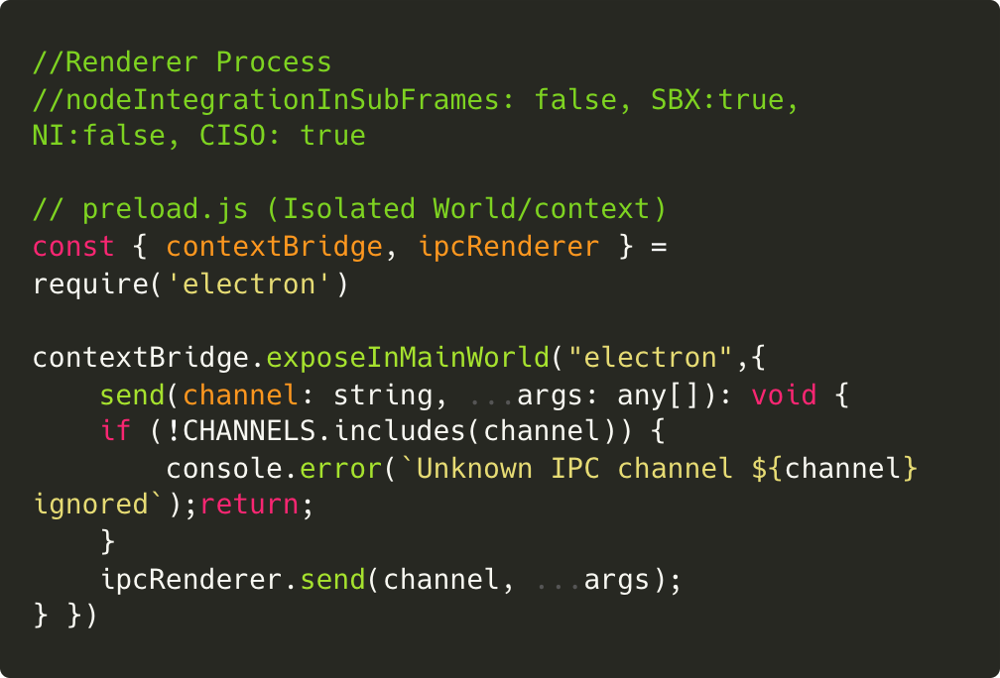 //Renderer Process
//nodeIntegrationInSubFrames: false, SBX:true,
NI:false, CISO: true
// preload.js (Isolated World/context)
const { contextBridge, ipcRenderer } =
require('electron')
contextBridge.exposeInMainWorld("electron",{
    send(channel: string, ...args: any[]): void {
    if (!CHANNELS.includes(channel)) {
        console.error(`Unknown IPC channel ${channel}
ignored`);return;
    }
    ipcRenderer.send(channel, ...args);
} })